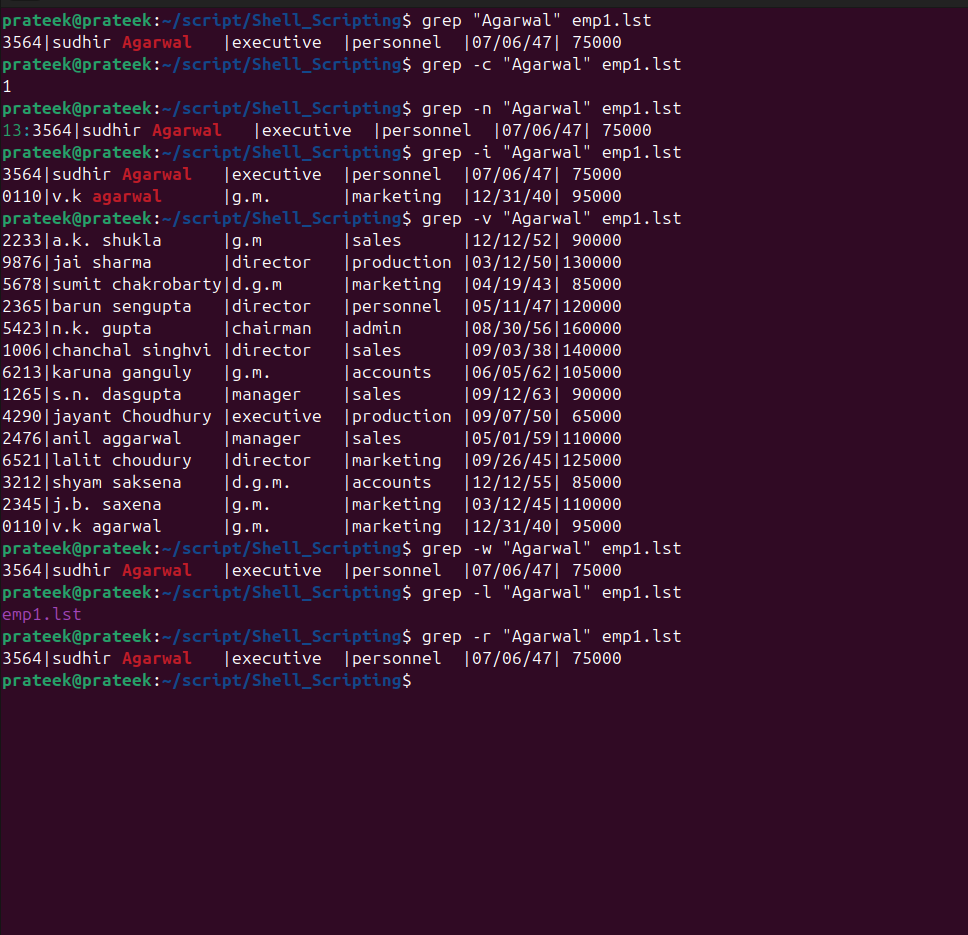 prateek@prateek:~/script/Shell_Scripting$ grep "Agarwal" emp1.lst
3564|sudhir Agarwal   |executive  |personnel  |07/06/47| 75000
prateek@prateek:~/script/Shell_Scripting$ grep -c "Agarwal" emp1.lst
1
prateek@prateek:~/script/Shell_Scripting$ grep -n "Agarwal" emp1.lst
13:3564|sudhir Agarwal   |executive  |personnel  |07/06/47| 75000
prateek@prateek:~/script/Shell_Scripting$ grep -i "Agarwal" emp1.lst
3564|sudhir Agarwal   |executive  |personnel  |07/06/47| 75000
0110|v.k agarwal      |g.m.       |marketing  |12/31/40| 95000
prateek@prateek:~/script/Shell_Scripting$ grep -v "Agarwal" emp1.lst
2233|a.k. shukla      |g.m        |sales      |12/12/52| 90000
9876|jai sharma       |director   |production |03/12/50|130000
5678|sumit chakrobarty|d.g.m      |marketing  |04/19/43| 85000
2365|barun sengupta   |director   |personnel  |05/11/47|120000
5423|n.k. gupta       |chairman   |admin      |08/30/56|160000
1006|chanchal singhvi |director   |sales      |09/03/38|140000
6213|karuna ganguly   |g.m.       |accounts   |06/05/62|105000
1265|s.n. dasgupta    |manager    |sales      |09/12/63| 90000
4290|jayant Choudhury |executive  |production |09/07/50| 65000
2476|anil aggarwal    |manager    |sales      |05/01/59|110000
6521|lalit choudury   |director   |marketing  |09/26/45|125000
3212|shyam saksena    |d.g.m.     |accounts   |12/12/55| 85000
2345|j.b. saxena      |g.m.       |marketing  |03/12/45|110000
0110|v.k agarwal      |g.m.       |marketing  |12/31/40| 95000
prateek@prateek:~/script/Shell_Scripting$ grep -w "Agarwal" emp1.lst
3564|sudhir Agarwal   |executive  |personnel  |07/06/47| 75000
prateek@prateek:~/script/Shell_Scripting$ grep -l "Agarwal" emp1.lst
emp1.lst
prateek@prateek:~/script/Shell_Scripting$ grep -r "Agarwal" emp1.lst
3564|sudhir Agarwal   |executive  |personnel  |07/06/47| 75000
prateek@prateek:~/script/Shell_Scripting$